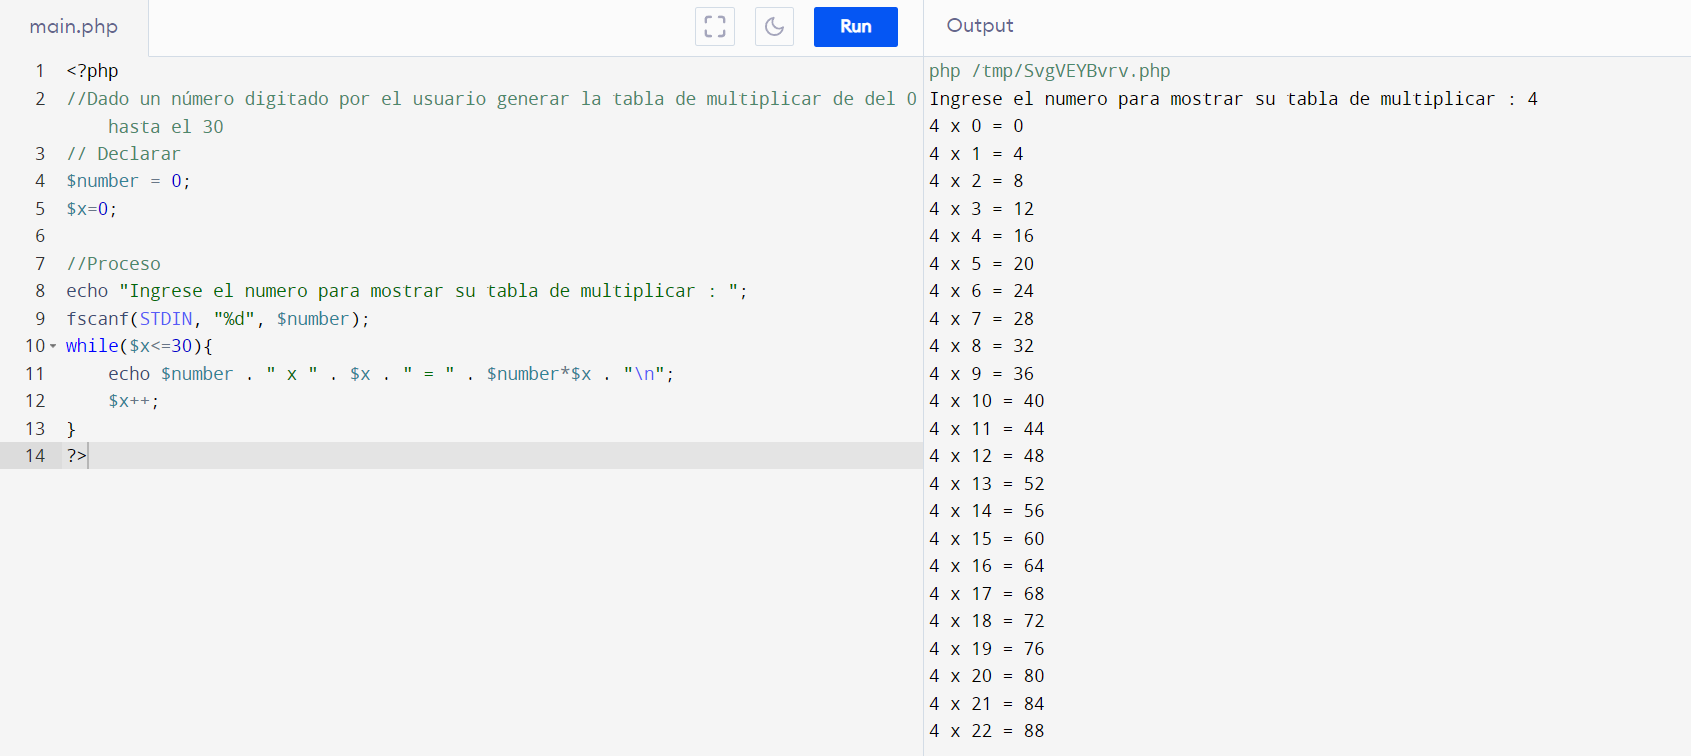 main.php
Run
Output
1 <?php
2 //Dado un número digitado por el usuario generar la tabla de multiplicar de del 0
hasta el 30
3 // Declarar
4 $number = 0;
5 $x=0;
6
7 //Proceso
8 echo "Ingrese el numero para mostrar su tabla de multiplicar : ";
9 fscanf(STDIN, "%d", $number);
10 while($x<=30){
11 echo $number . " x " . $x . " = " . $number*$x . "\n";
12 $x++;
13 }
14 ?>
php /tmp/SvgVEYBvrv.php
Ingrese el numero para mostrar su tabla de multiplicar : 4
4 x 0 = 0
4 x 1 = 4
4 x 2 = 8
4 x 3 = 12
4 x 4 = 16
4 x 5 = 20
4 x 6 = 24
4 x 7 = 28
4 x 8 = 32
4 x 9 = 36
4 x 10 = 40
4 x 11 = 44
4 x 12 = 48
4 x 13 = 52
4 x 14 = 56
4 x 15 = 60
4 x 16 = 64
4 x 17 = 68
4 x 18 = 72
4 x 19 = 76
4 x 20 = 80
4 x 21 = 84
4 x 22 = 88